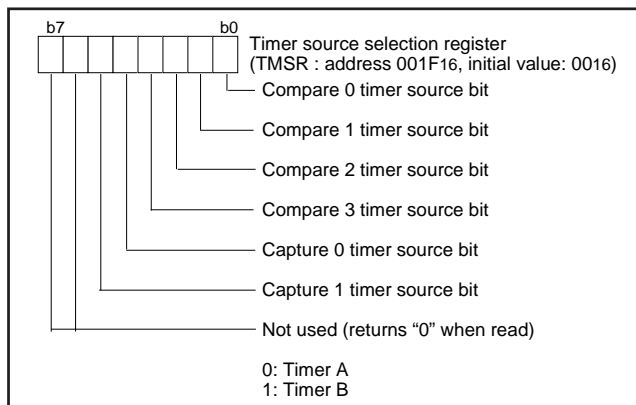 b7 b0
Timer source selection register
(TMSR : address 001F16, initial value: 0016)
Compare 0 timer source bit
Compare 1 timer source bit
Compare 2 timer source bit
Compare 3 timer source bit
Capture 0 timer source bit
Capture 1 timer source bit
Not used (returns “0” when read)
0: Timer A
1: Timer B